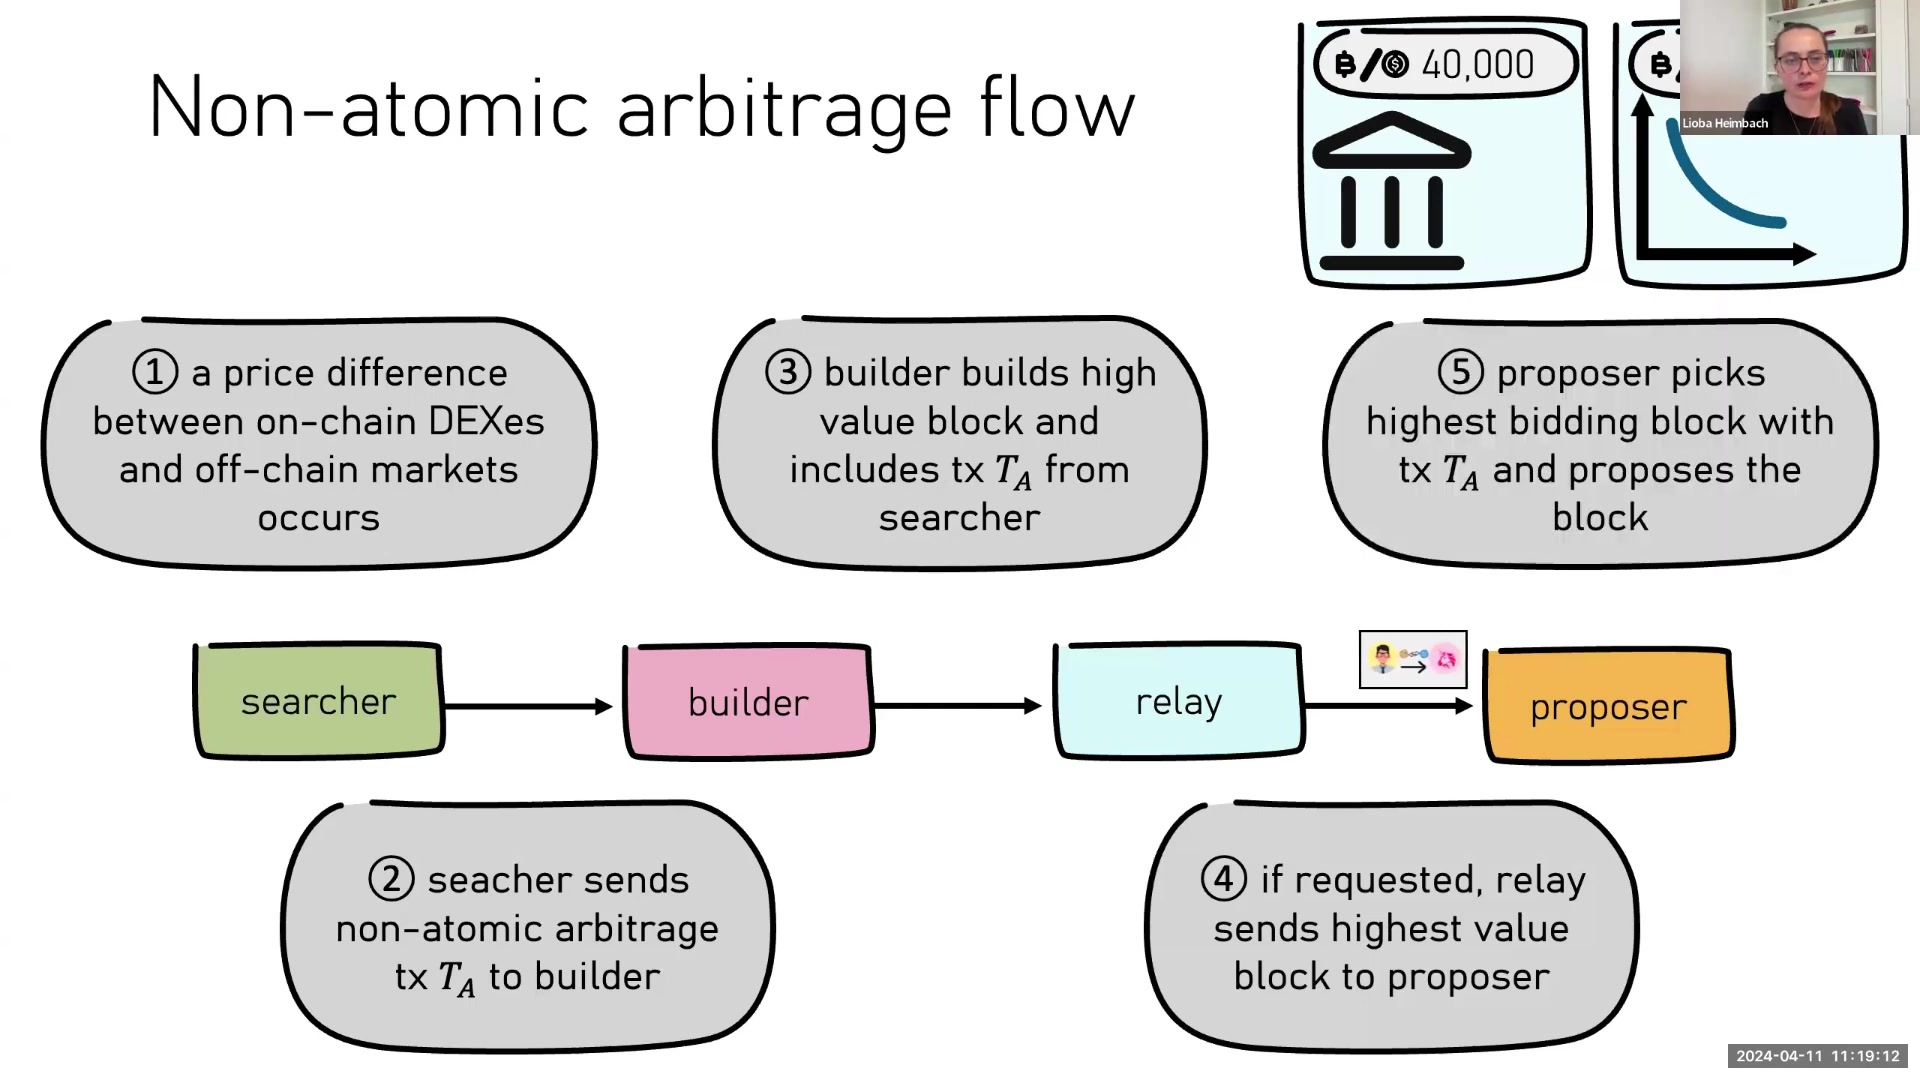 Non-atomic arbitrage flow
40,000
Lioba Heimbach
① a price difference
between on-chain DEXes
and off-chain markets
occurs
③ builder builds high
value block and
includes tx T_A from
searcher
⑤ proposer picks
highest bidding block with
tx T_A and proposes the
block
searcher
builder
relay
proposer
② seacher sends
non-atomic arbitrage
tx T_A to builder
④ if requested, relay
sends highest value
block to proposer
2024-04-11 11:19:12